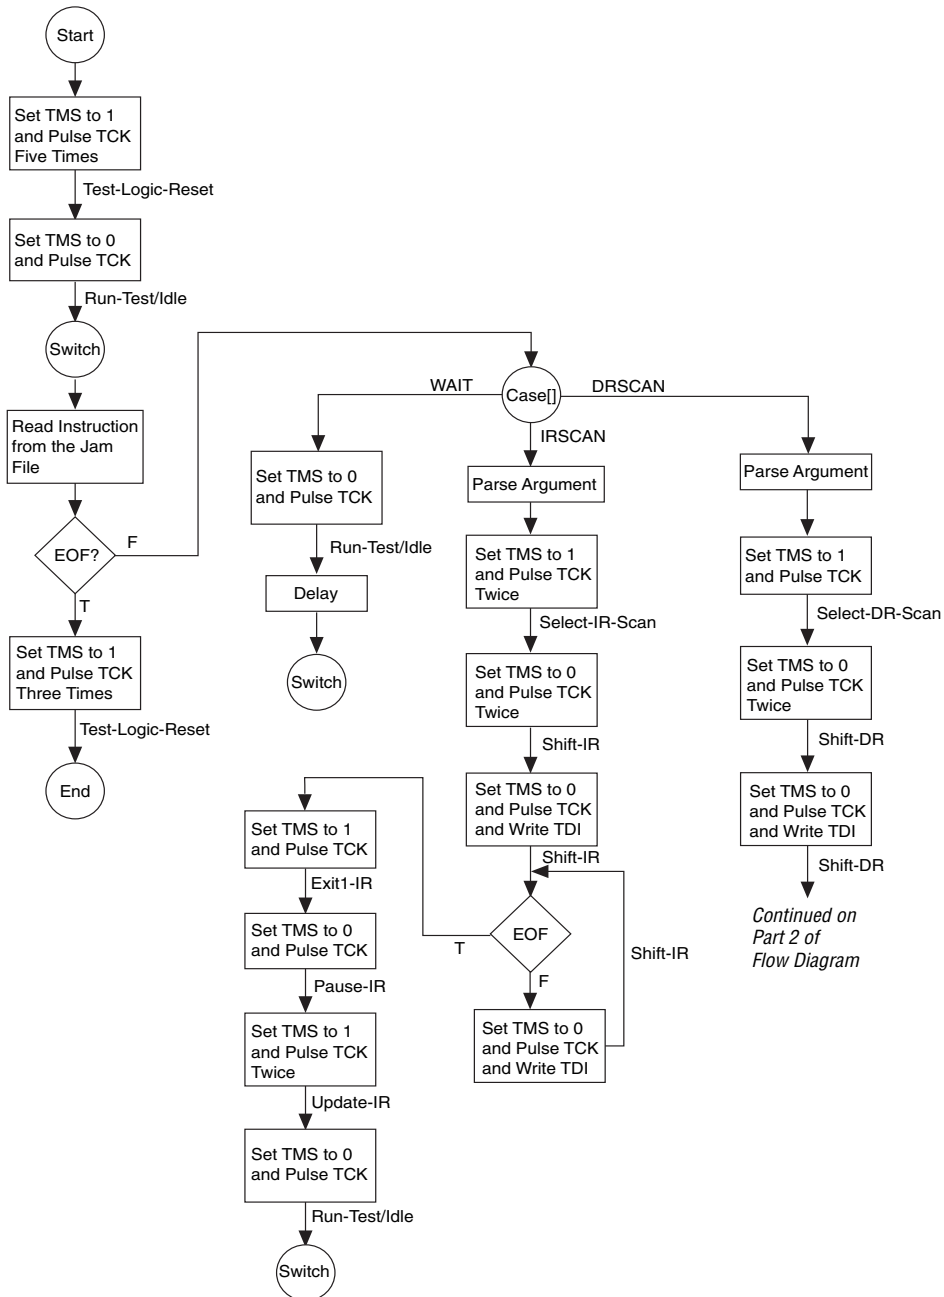 Start
Set TMS to 1
and Pulse TCK
Five Times
Test-Logic-Reset
Set TMS to 0
and Pulse TCK
Run-Test/Idle
Switch
Read Instruction
from the Jam
File
EOF?
F
T
Set TMS to 1
and Pulse TCK
Three Times
Test-Logic-Reset
End
Case[]
WAIT
Set TMS to 0
and Pulse TCK
Run-Test/Idle
Delay
Switch
IRSCAN
Parse Argument
Set TMS to 1
and Pulse TCK
Twice
Select-IR-Scan
Set TMS to 0
and Pulse TCK
Twice
Shift-IR
Set TMS to 0
and Pulse TCK
and Write TDI
Shift-IR
EOF
T
F
Set TMS to 0
and Pulse TCK
and Write TDI
Shift-IR
Set TMS to 1
and Pulse TCK
Exit1-IR
Set TMS to 0
and Pulse TCK
Pause-IR
Set TMS to 1
and Pulse TCK
Twice
Update-IR
Set TMS to 0
and Pulse TCK
Run-Test/Idle
Switch
DRSCAN
Parse Argument
Set TMS to 1
and Pulse TCK
Select-DR-Scan
Set TMS to 0
and Pulse TCK
Twice
Shift-DR
Set TMS to 0
and Pulse TCK
and Write TDI
Shift-DR
Continued on
Part 2 of
Flow Diagram